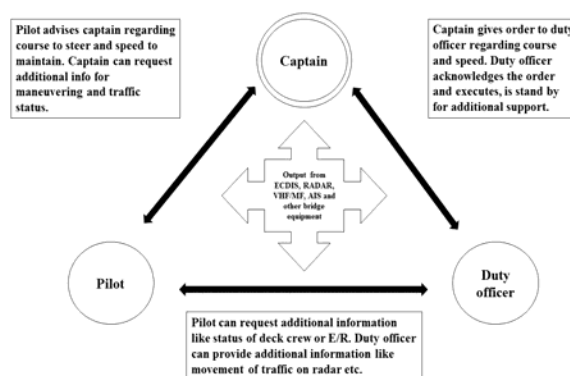 Pilot advises captain regarding
course to steer and speed to
maintain. Captain can request
additional info for
maneuvering and traffic
status.
Captain
Captain gives order to duty
officer regarding course
and speed. Duty officer
acknowledges the order
and executes, is stand by
for additional support.
Output from
ECDIS, RADAR,
VHF/MF, AIS and
other bridge
equipment
Pilot
Duty
officer
Pilot can request additional information
like status of deck crew or E/R. Duty officer
can provide additional information like
movement of traffic on radar etc.